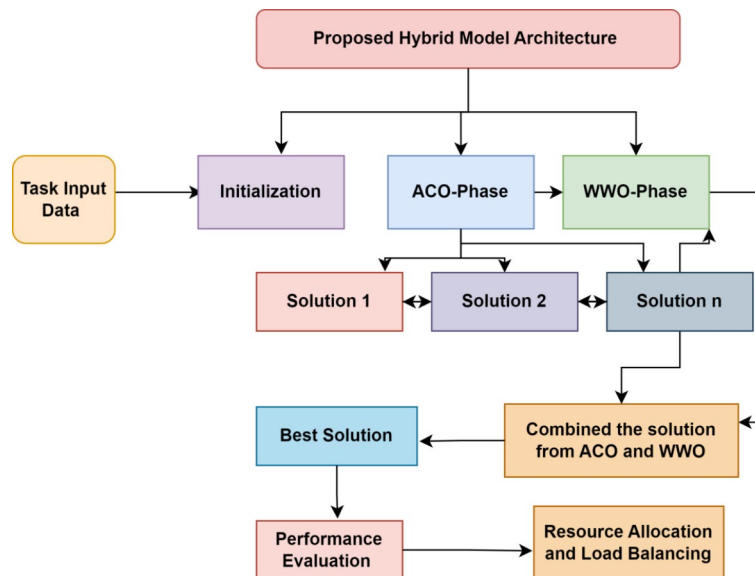 Proposed Hybrid Model Architecture
Task Input
Data
Initialization
ACO-Phase
WWO-Phase
Solution 1
Solution 2
Solution n
Best Solution
Combined the solution
from ACO and WWO
Performance
Evaluation
Resource Allocation
and Load Balancing